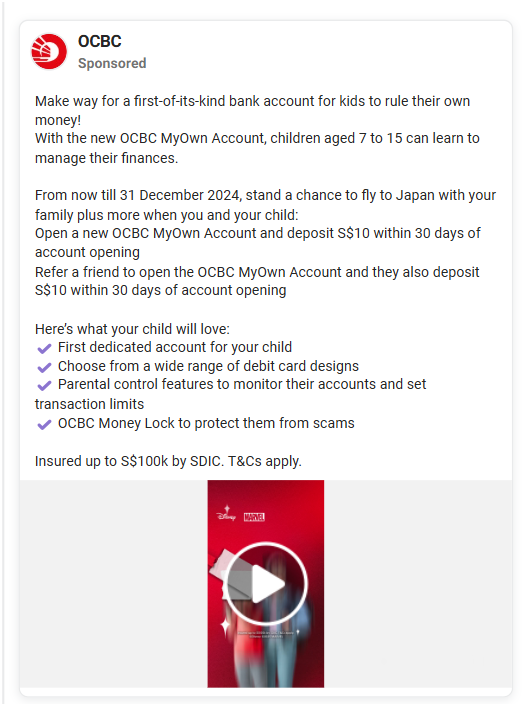 OCBC
Sponsored
Make way for a first-of-its-kind bank account for kids to rule their own
money!
With the new OCBC MyOwn Account, children aged 7 to 15 can learn to
manage their finances.
From now till 31 December 2024, stand a chance to fly to Japan with your
family plus more when you and your child:
Open a new OCBC MyOwn Account and deposit S$10 within 30 days of
account opening
Refer a friend to open the OCBC MyOwn Account and they also deposit
S$10 within 30 days of account opening
Here’s what your child will love:
✔ First dedicated account for your child
✔ Choose from a wide range of debit card designs
✔ Parental control features to monitor their accounts and set
transaction limits
✔ OCBC Money Lock to protect them from scams
Insured up to S$100k by SDIC. T&Cs apply.
Disney MARVEL